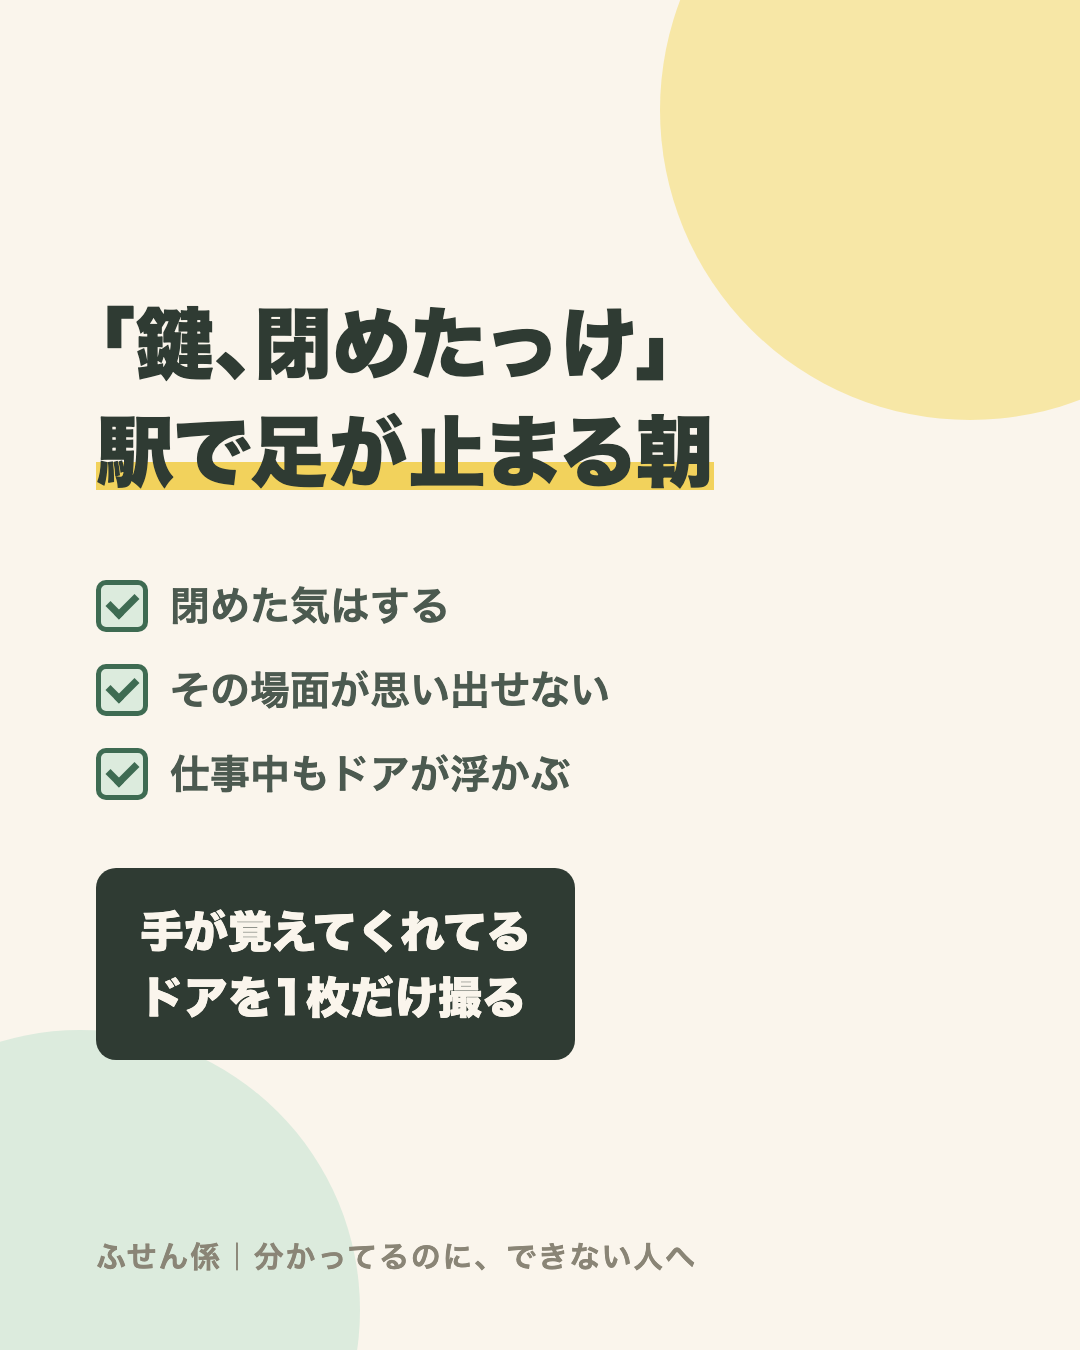 「鍵、閉めたっけ」
駅で足が止まる朝
閉めた気はする
その場面が思い出せない
仕事中もドアが浮かぶ
手が覚えてくれてる
ドアを1枚だけ撮る
ふせん係｜分かってるのに、できない人へ